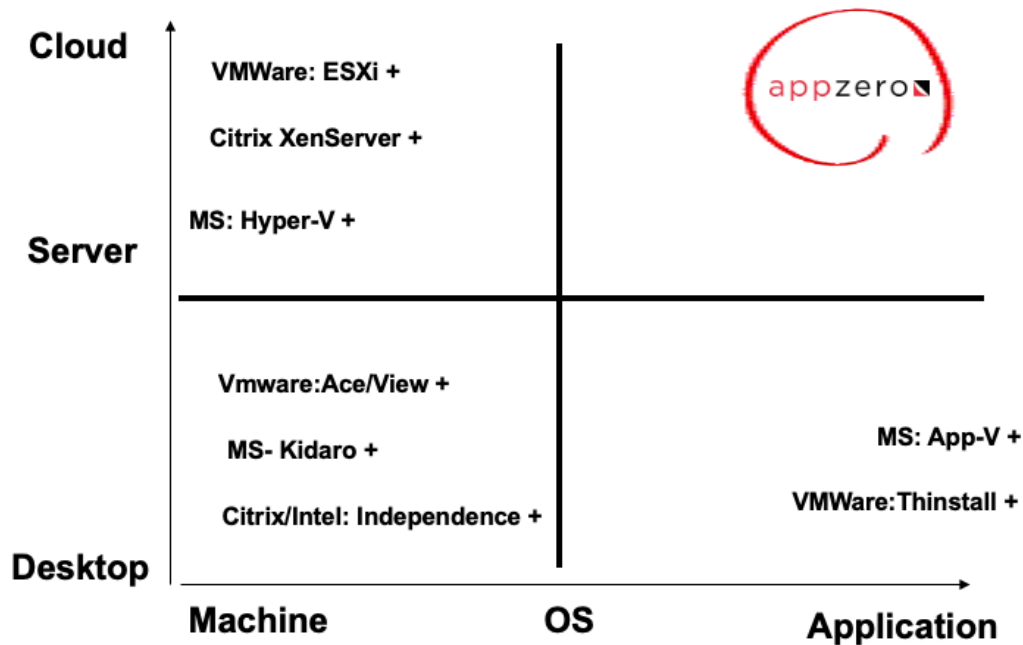 Cloud
VMWare: ESXi +
appzero
Citrix XenServer +
MS: Hyper-V +
Server
Vmware:Ace/View +
MS: App-V +
MS- Kidaro +
VMWare:Thinstall +
Citrix/Intel: Independence +
Desktop
Machine
OS
Application